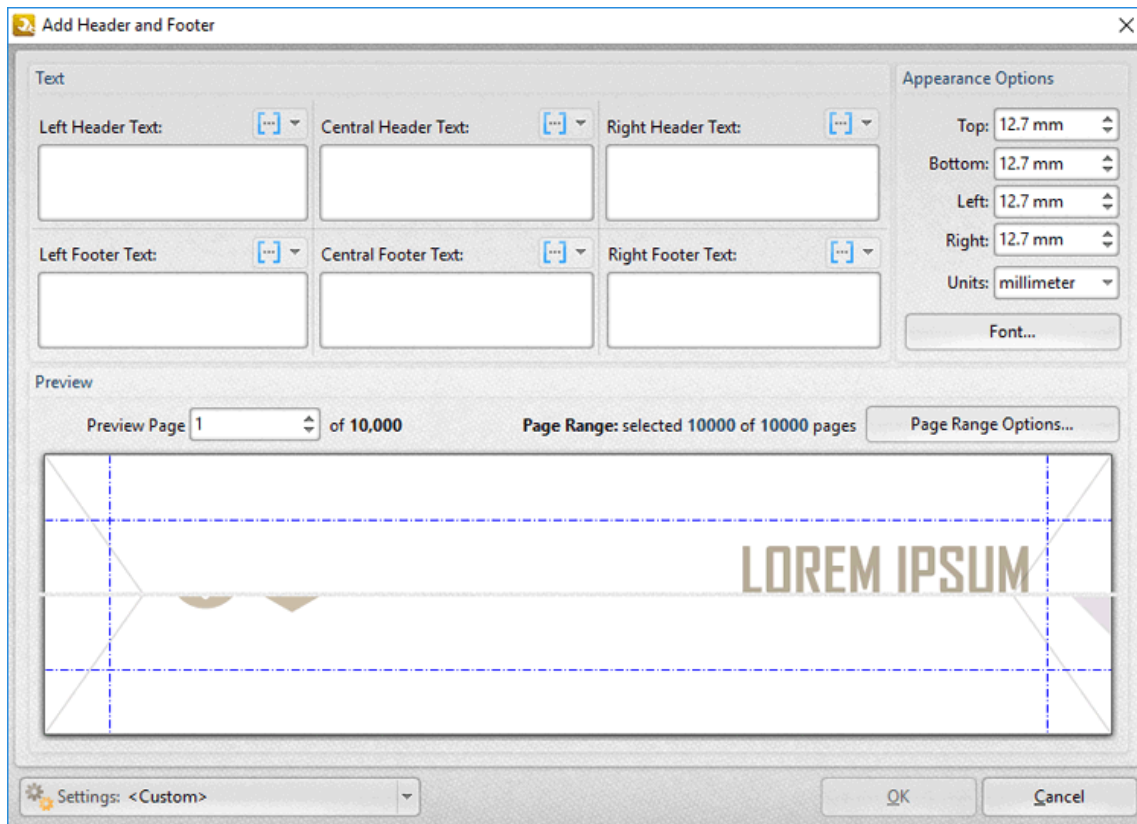 Add Header and Footer
Text
Left Header Text:
Central Header Text:
Right Header Text:
Left Footer Text:
Central Footer Text:
Right Footer Text:
Appearance Options
Top: 12.7 mm
Bottom: 12.7 mm
Left: 12.7 mm
Right: 12.7 mm
Units: millimeter
Font...
Preview
Preview Page 1 of 10,000
Page Range: selected 10000 of 10000 pages
Page Range Options...
LOREM IPSUM
Settings: <Custom>
OK
Cancel